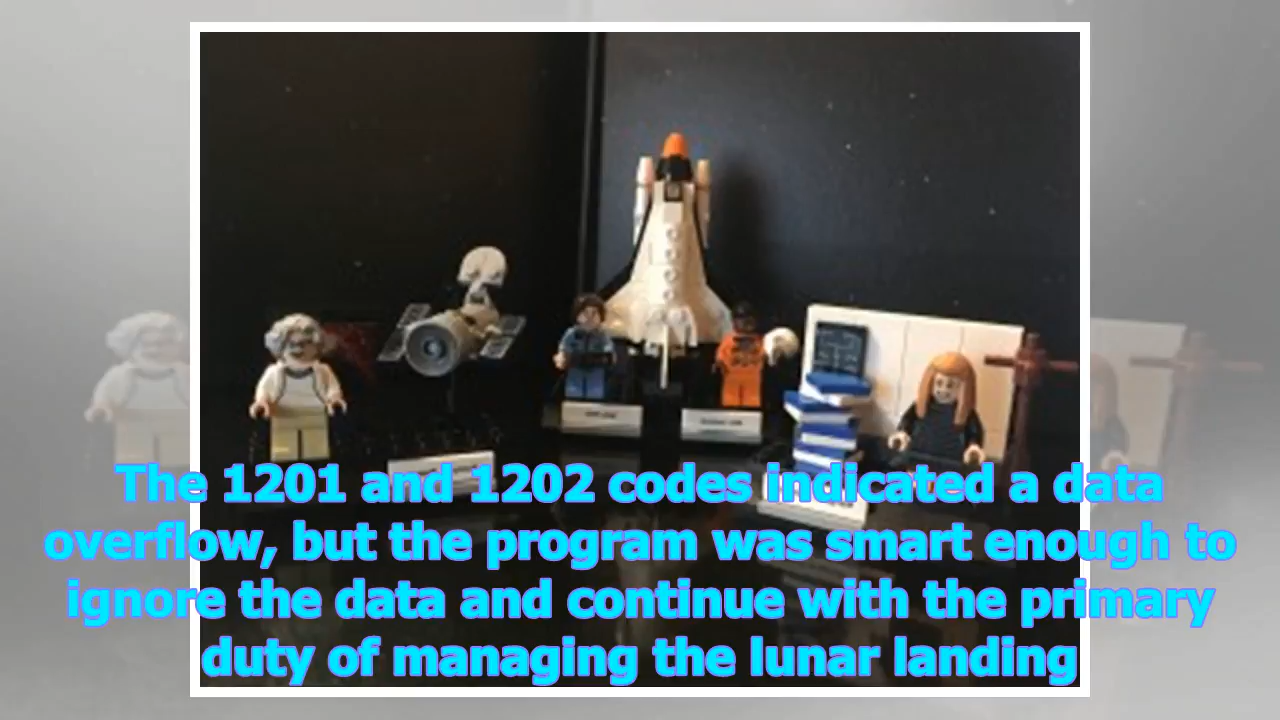 The 1201 and 1202 codes indicated a data
overflow, but the program was smart enough to
ignore the data and continue with the primary
duty of managing the lunar landing